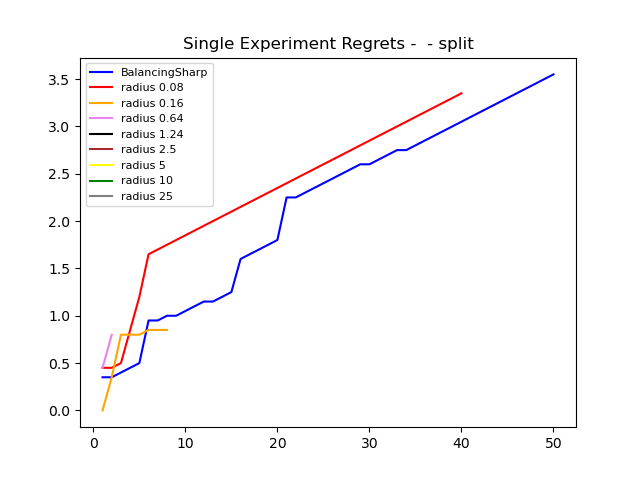 Single Experiment Regrets -  - split
BalancingSharp
radius 0.08
radius 0.16
radius 0.64
radius 1.24
radius 2.5
radius 5
radius 10
radius 25
3.5
3.0
2.5
2.0
1.5
1.0
0.5
0.0
0 10 20 30 40 50